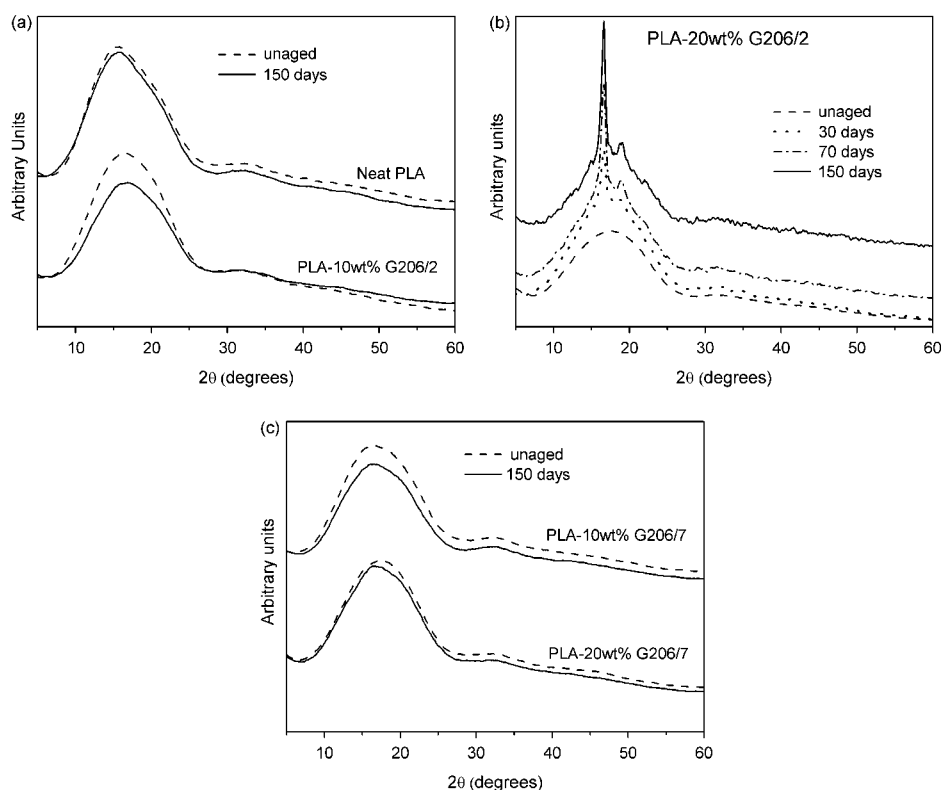 (a)
unaged
150 days
Neat PLA
PLA-10wt% G206/2
Arbitrary Units
10 20 30 40 50 60
2θ (degrees)
(b)
PLA-20wt% G206/2
unaged
30 days
70 days
150 days
Arbitrary Units
10 20 30 40 50 60
2θ (degrees)
(c)
unaged
150 days
PLA-10wt% G206/7
PLA-20wt% G206/7
Arbitrary units
10 20 30 40 50 60
2θ (degrees)